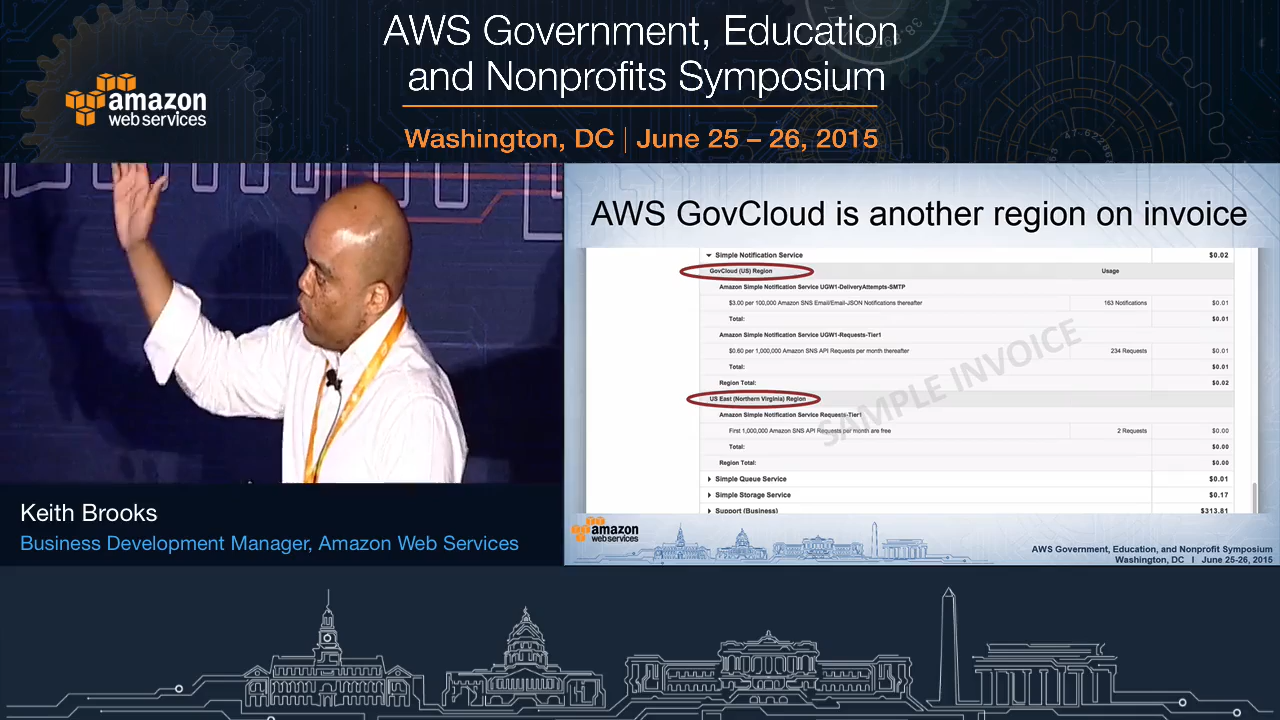 AWS Government, Education
and Nonprofits Symposium
amazon
web services
Washington, DC | June 25 – 26, 2015
AWS GovCloud is another region on invoice
Simple Notification Service $0.02
GovCloud (US) Region Usage
Amazon Simple Notification Service UGW1-DeliveryAttempts-SMTP
$3.00 per 100,000 Amazon SNS Email/Email-JSON Notifications thereafter 163 Notifications $0.01
Total: $0.01
Amazon Simple Notification Service UGW1-Requests-Tier1
$0.60 per 1,000,000 Amazon SNS API Requests per month thereafter 234 Requests $0.01
Total: $0.01
Region Total: $0.02
US East (Northern Virginia) Region
Amazon Simple Notification Service Requests-Tier1
First 1,000,000 Amazon SNS API Requests per month are free 2 Requests $0.00
Total: $0.00
Region Total: $0.00
Simple Queue Service $0.01
Simple Storage Service $0.17
Support (Business) $313.81
SAMPLE INVOICE
Keith Brooks
Business Development Manager, Amazon Web Services
amazon
web services
AWS Government, Education, and Nonprofit Symposium
Washington, DC I June 25-26, 2015